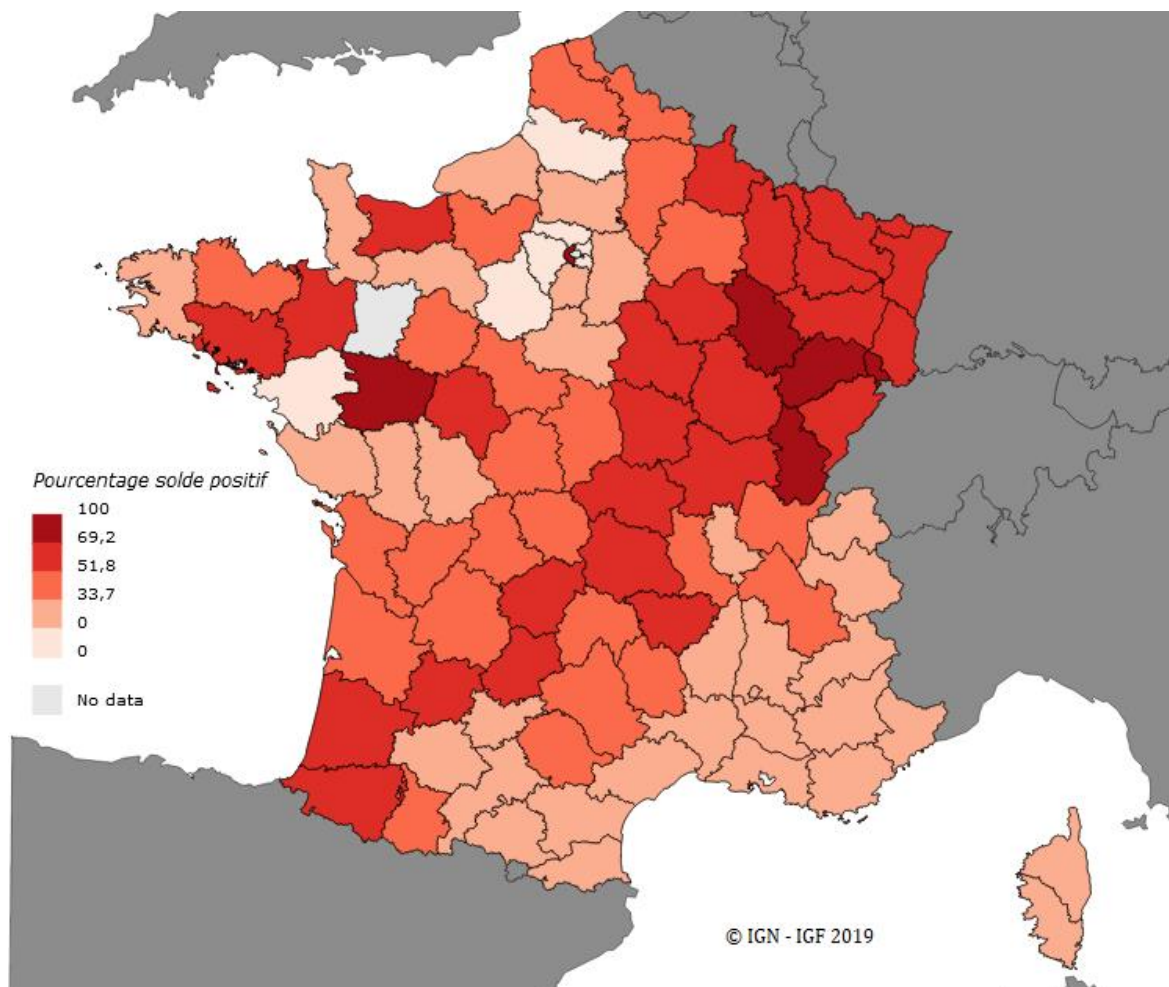 Pourcentage solde positif
100
69,2
51,8
33,7
0
0
No data
© IGN - IGF 2019